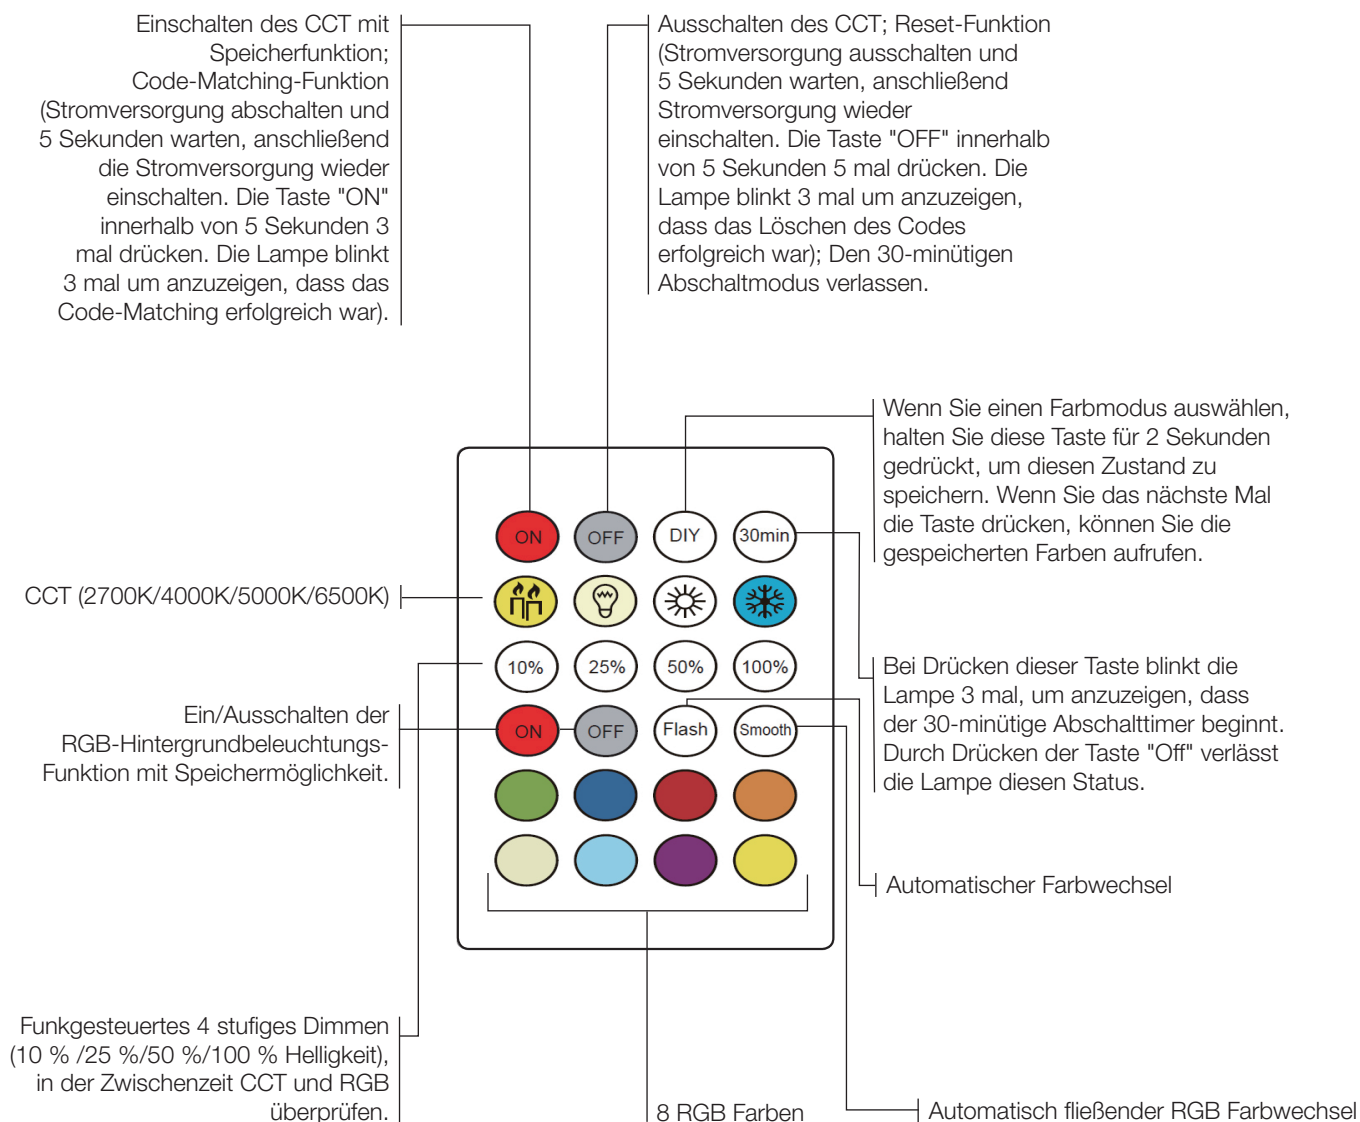 Einschalten des CCT mit
Speicherfunktion;
Code-Matching-Funktion
(Stromversorgung abschalten und
5 Sekunden warten, anschließend
die Stromversorgung wieder
einschalten. Die Taste "ON"
innerhalb von 5 Sekunden 3
mal drücken. Die Lampe blinkt
3 mal um anzuzeigen, dass das
Code-Matching erfolgreich war).
Ausschalten des CCT; Reset-Funktion
(Stromversorgung ausschalten und
5 Sekunden warten, anschließend
Stromversorgung wieder
einschalten. Die Taste "OFF" innerhalb
von 5 Sekunden 5 mal drücken. Die
Lampe blinkt 3 mal um anzuzeigen,
dass das Löschen des Codes
erfolgreich war); Den 30-minütigen
Abschaltmodus verlassen.
Wenn Sie einen Farbmodus auswählen,
halten Sie diese Taste für 2 Sekunden
gedrückt, um diesen Zustand zu
speichern. Wenn Sie das nächste Mal
die Taste drücken, können Sie die
gespeicherten Farben aufrufen.
ON OFF DIY 30min
CCT (2700K/4000K/5000K/6500K)
10% 25% 50% 100%
Bei Drücken dieser Taste blinkt die
Lampe 3 mal, um anzuzeigen, dass
der 30-minütige Abschalttimer beginnt.
Durch Drücken der Taste "Off" verlässt
die Lampe diesen Status.
Ein/Ausschalten der
RGB-Hintergrundbeleuchtungs-
Funktion mit Speichermöglichkeit.
ON OFF Flash Smooth
Automatischer Farbwechsel
Funkgesteuertes 4 stufiges Dimmen
(10 % /25 %/50 %/100 % Helligkeit),
in der Zwischenzeit CCT und RGB
überprüfen.
8 RGB Farben
Automatisch fließender RGB Farbwechsel